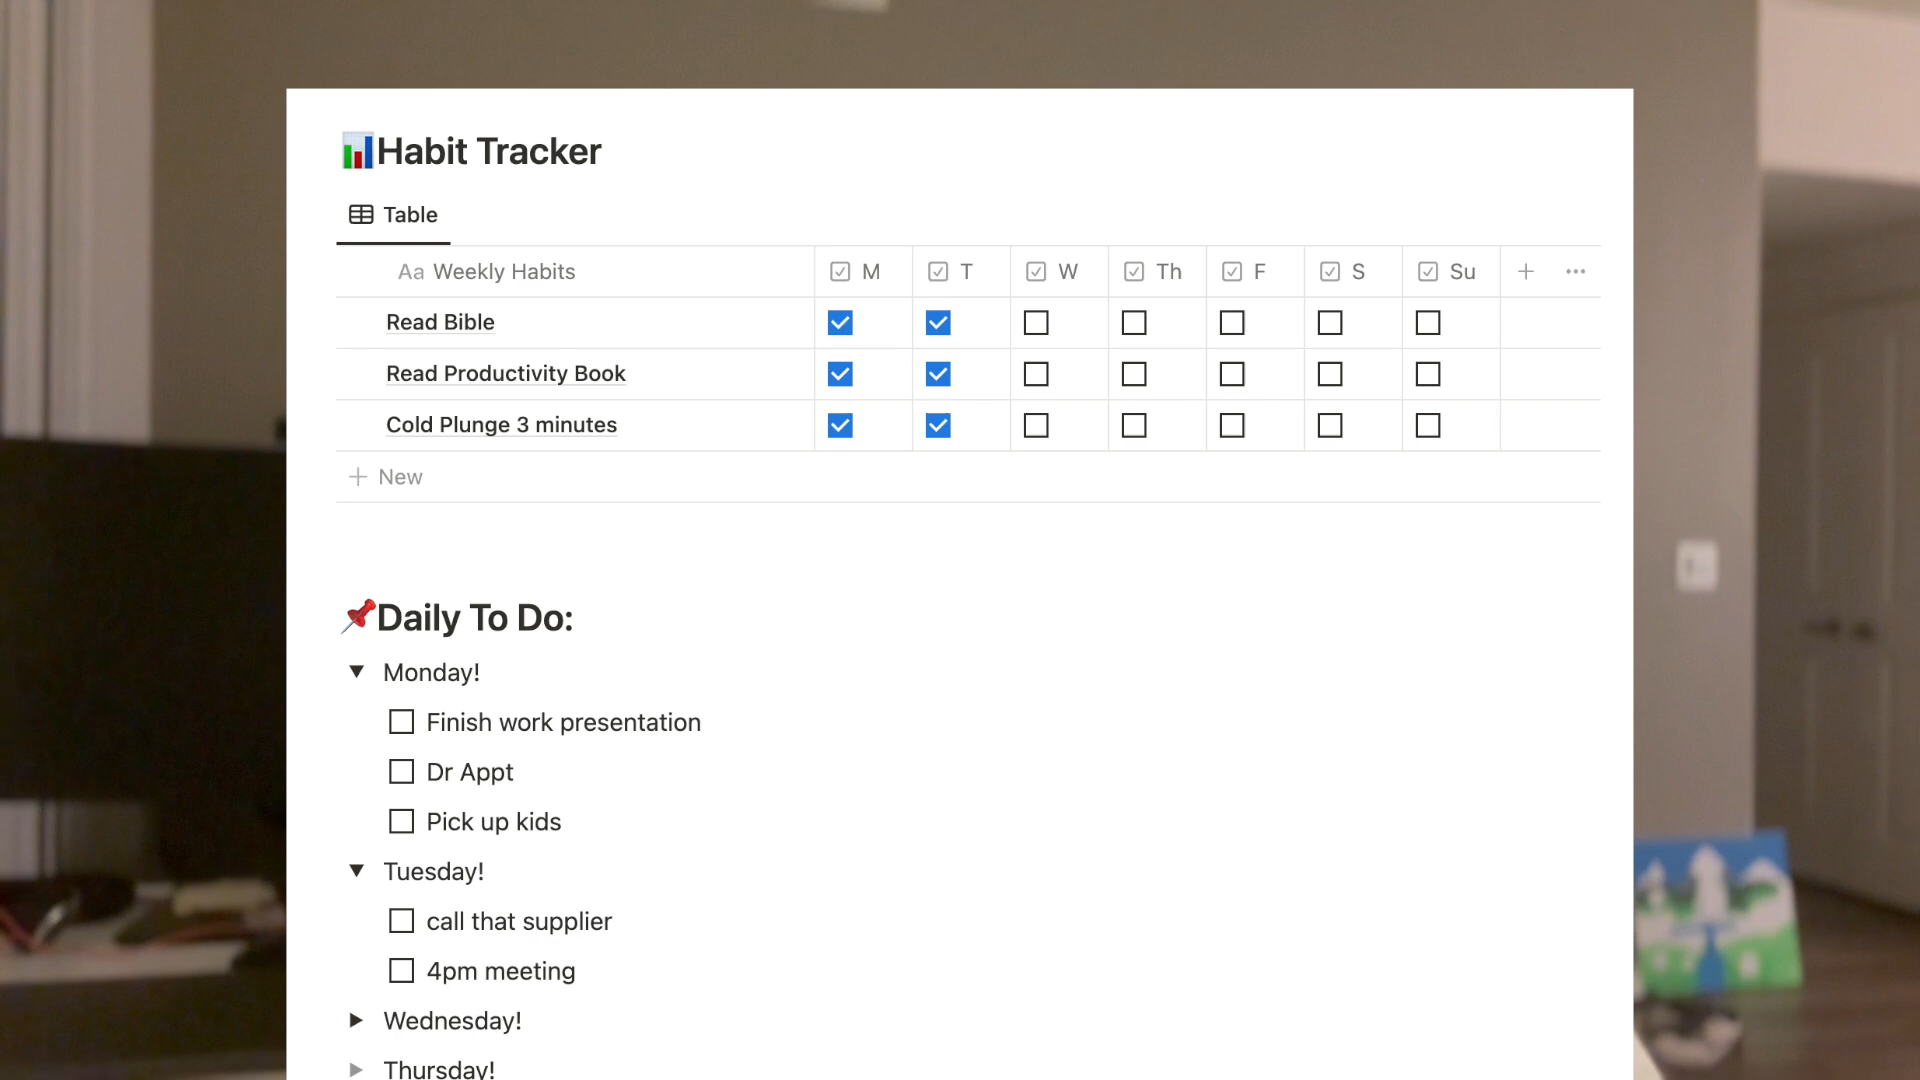 Habit Tracker
Table
Aa Weekly Habits M T W Th F S Su
Read Bible
Read Productivity Book
Cold Plunge 3 minutes
New
Daily To Do:
Monday!
Finish work presentation
Dr Appt
Pick up kids
Tuesday!
call that supplier
4pm meeting
Wednesday!
Thursday!